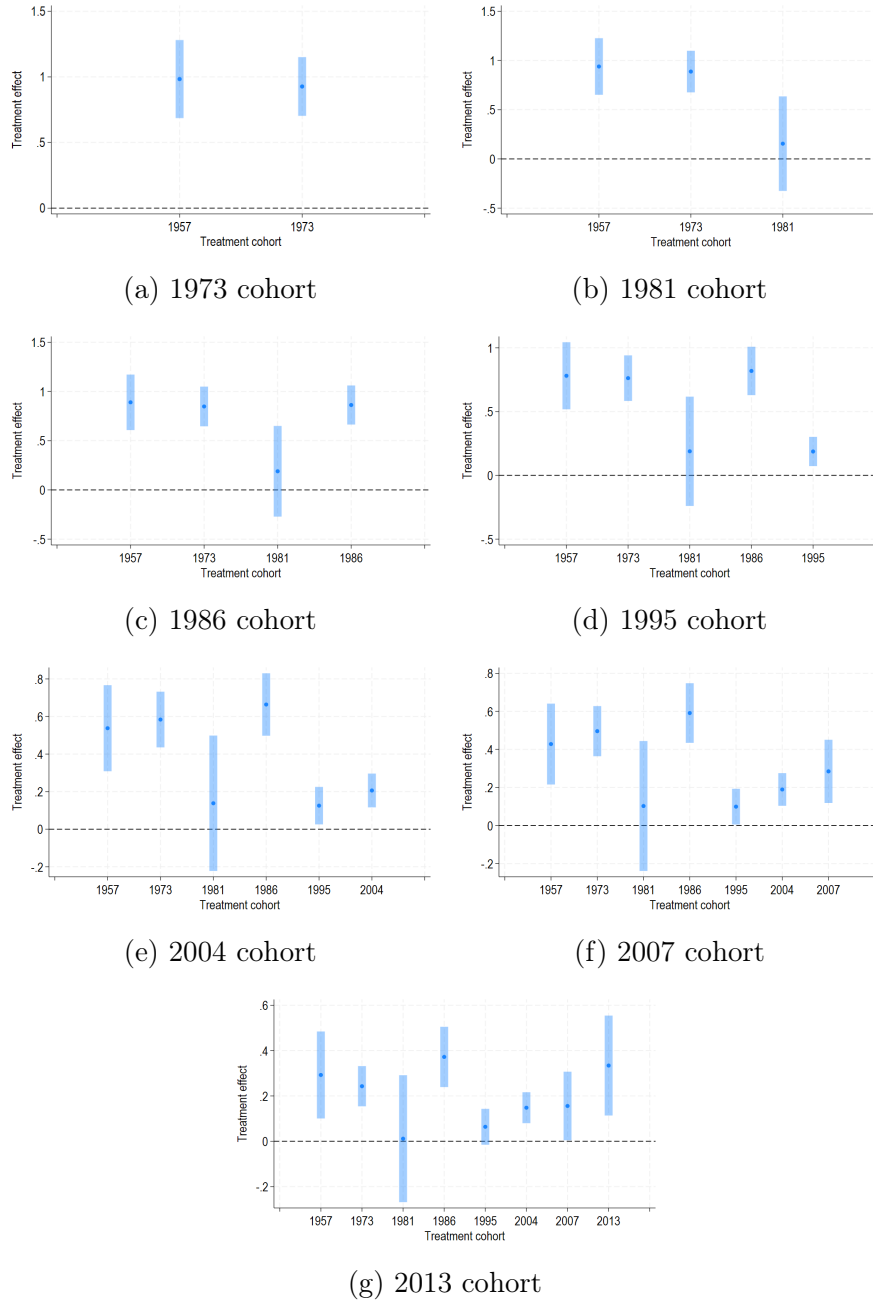 1.5
1
.5
0
Treatment effect
1957 1973
Treatment cohort
(a) 1973 cohort
1.5
1
.5
0
-.5
Treatment effect
1957 1973 1981
Treatment cohort
(b) 1981 cohort
1.5
1
.5
0
-.5
Treatment effect
1957 1973 1981 1986
Treatment cohort
(c) 1986 cohort
1
.5
0
-.5
Treatment effect
1957 1973 1981 1986 1995
Treatment cohort
(d) 1995 cohort
.8
.6
.4
.2
0
-.2
Treatment effect
1957 1973 1981 1986 1995 2004
Treatment cohort
(e) 2004 cohort
.8
.6
.4
.2
0
-.2
Treatment effect
1957 1973 1981 1986 1995 2004 2007
Treatment cohort
(f) 2007 cohort
.6
.4
.2
0
-.2
Treatment effect
1957 1973 1981 1986 1995 2004 2007 2013
Treatment cohort
(g) 2013 cohort